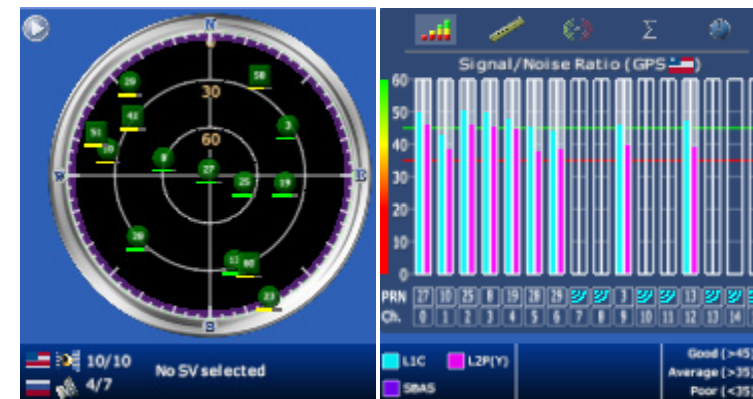 N
58
29
30
41
3
51
10
60
8
27
25
19
W
E
28
13
23
S
10/10
4/7
No SV selected
Σ
Signal/Noise Ratio (GPS)
60
50
40
30
20
10
0
PRN 27 10 25 8 19 28 29 3 13
Ch. 0 1 2 3 4 5 6 7 8 9 10 11 12 13 14
L1C L2P(Y)
SBAS
Good (>45)
Average (>35)
Poor (<35)